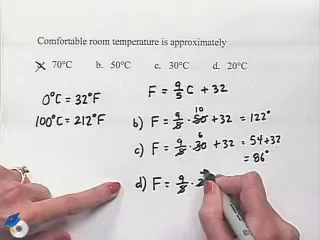 Comfortable room temperature is approximately
a. 70°C b. 50°C c. 30°C d. 20°C
F = 9/5 C + 32
0°C = 32°F
100°C = 212°F
b) F = 9/5 · 50 10 + 32 = 122°
c) F = 9/5 · 30 6 + 32 = 54 + 32
= 86°
d) F = 9/5 · 2